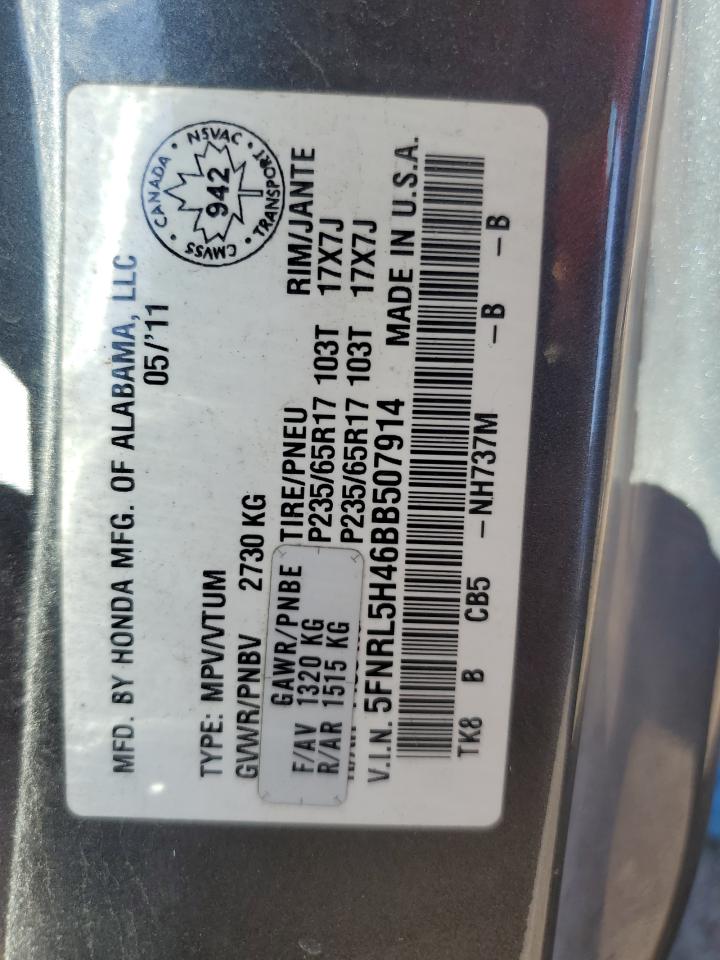 MFD. BY HONDA MFG. OF ALABAMA, LLC
05/'11
CANADA • NSVAC • TRANSPORT • CMVSS •
942
TYPE: MPV/VTUM
GVWR/PNBV 2730 KG
GAWR/PNBE TIRE/PNEU RIM/JANTE
F/AV 1320 KG P235/65R17 103T 17X7J
R/AR 1515 KG P235/65R17 103T 17X7J
V.I.N. 5FNRL5H46BB507914 MADE IN U.S.A.
TK8 B CB5 -NH737M -B -B